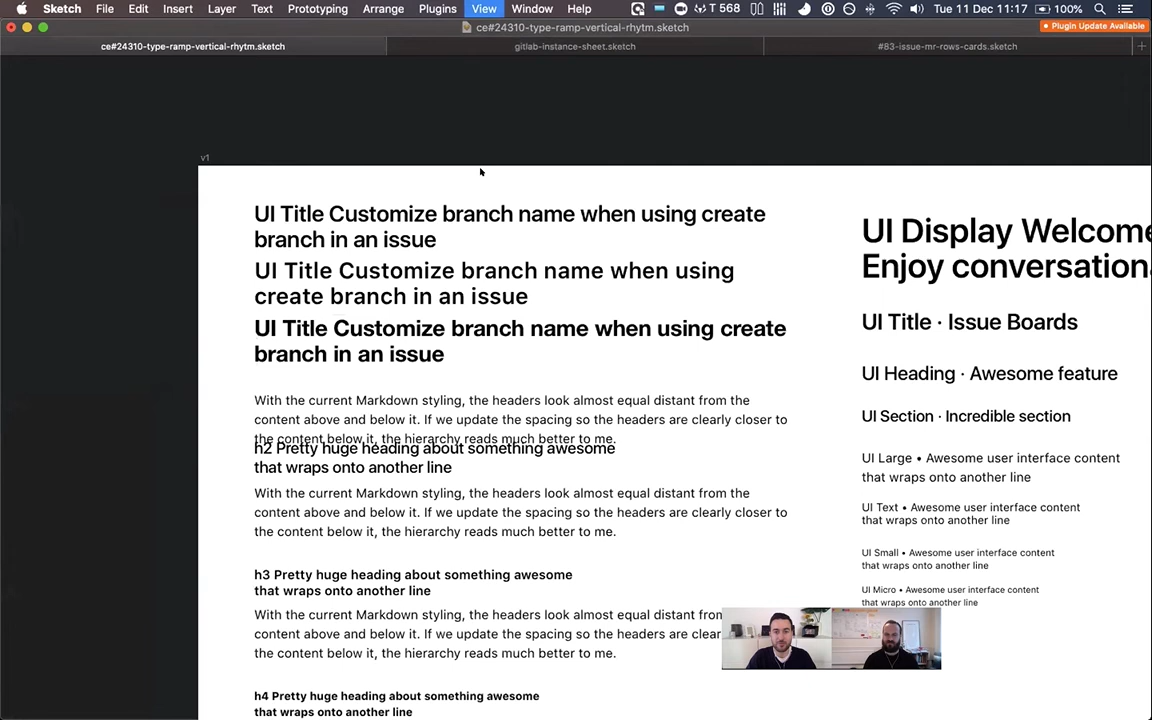 Sketch File Edit Insert Layer Text Prototyping Arrange Plugins View Window Help T 568 Tue 11 Dec 11:17 100%
ce#24310-type-ramp-vertical-rhytm.sketch
Plugin Update Available
ce#24310-type-ramp-vertical-rhytm.sketch gitlab-instance-sheet.sketch #83-issue-mr-rows-cards.sketch
v1
UI Title Customize branch name when using create
branch in an issue
UI Title Customize branch name when using
create branch in an issue
UI Title Customize branch name when using create
branch in an issue
With the current Markdown styling, the headers look almost equal distant from the
content above and below it. If we update the spacing so the headers are clearly closer to
the content below it, the hierarchy reads much better to me.
h2 Pretty huge heading about something awesome
that wraps onto another line
With the current Markdown styling, the headers look almost equal distant from the
content above and below it. If we update the spacing so the headers are clearly closer to
the content below it, the hierarchy reads much better to me.
h3 Pretty huge heading about something awesome
that wraps onto another line
With the current Markdown styling, the headers look almost equal distant from
content above and below it. If we update the spacing so the headers are clear
the content below it, the hierarchy reads much better to me.
h4 Pretty huge heading about something awesome
that wraps onto another line
UI Display Welcome
Enjoy conversation
UI Title · Issue Boards
UI Heading · Awesome feature
UI Section · Incredible section
UI Large • Awesome user interface content
that wraps onto another line
UI Text • Awesome user interface content
that wraps onto another line
UI Small • Awesome user interface content
that wraps onto another line
UI Micro • Awesome user interface content
that wraps onto another line